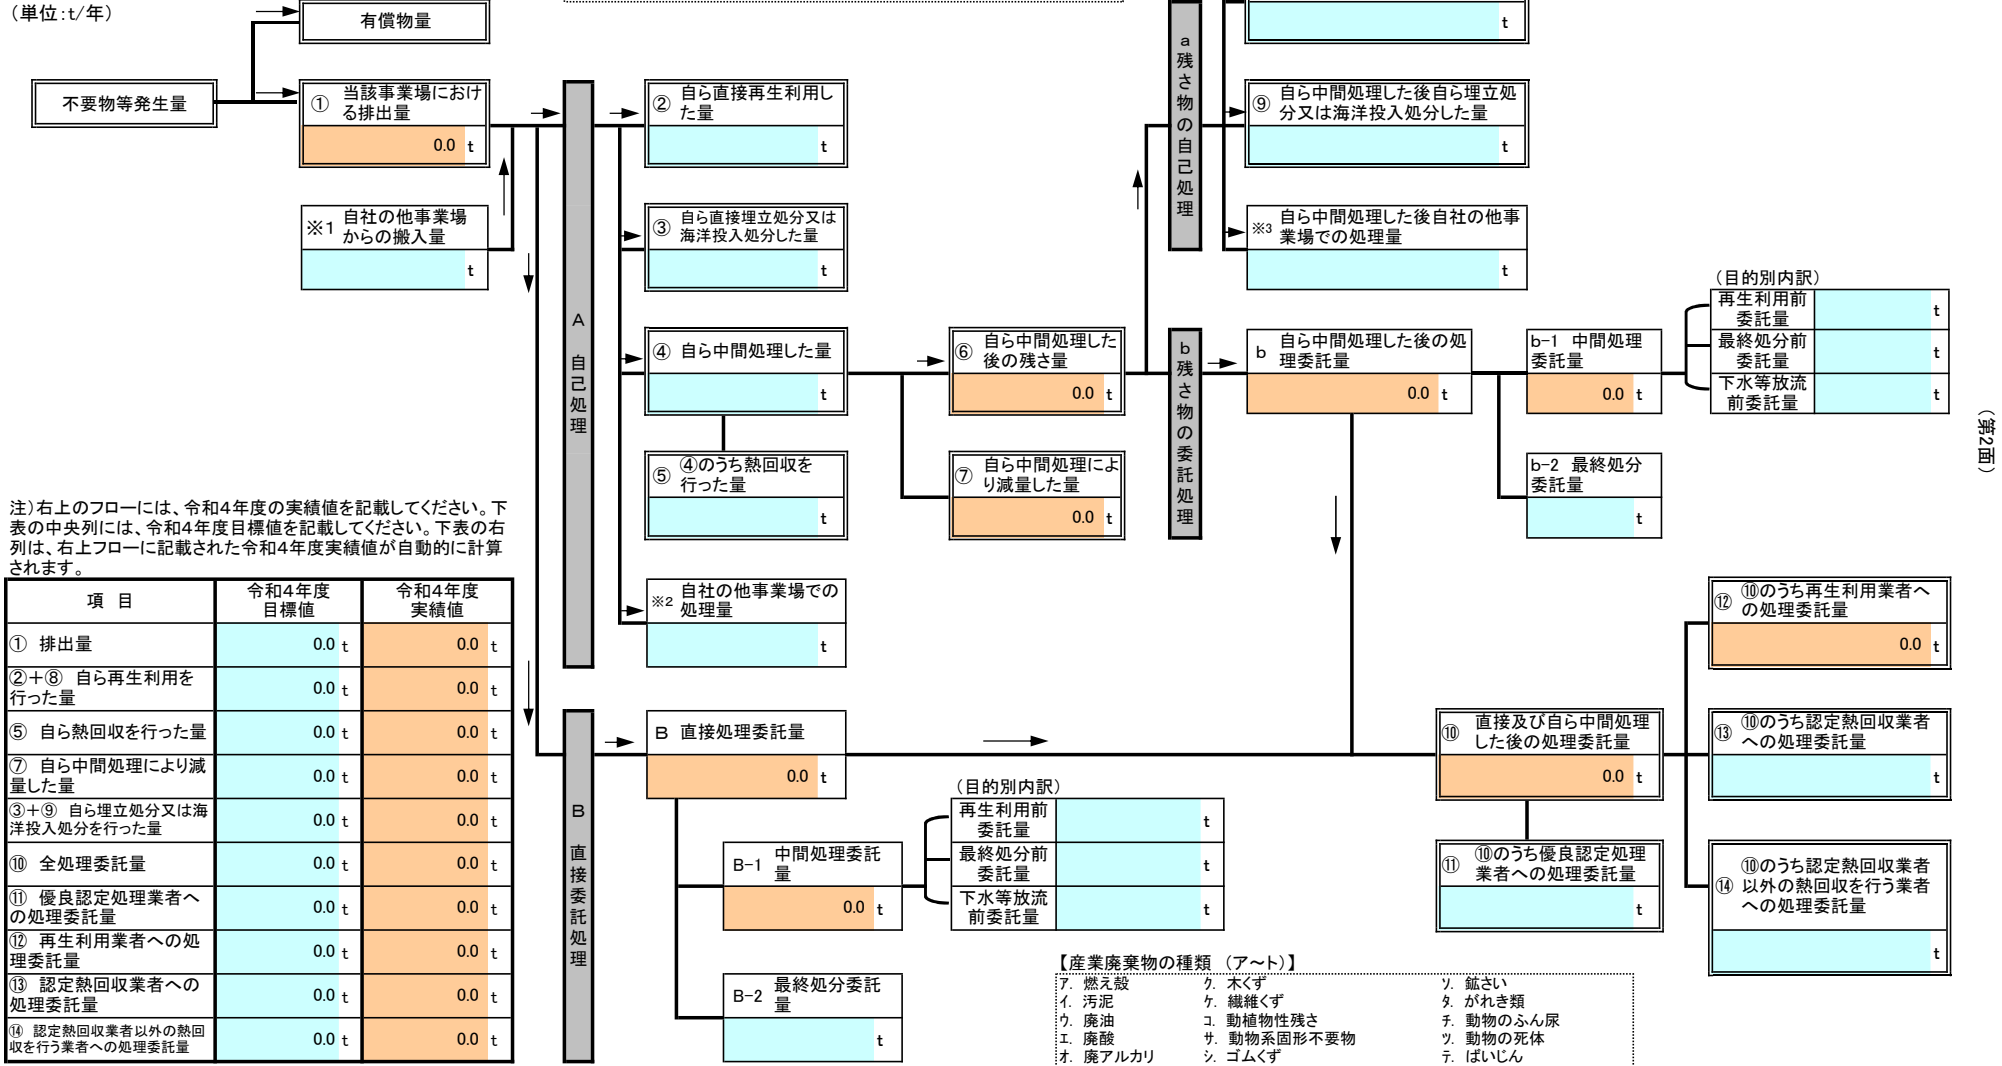 （単位：t/年）
有償物量
t
不要物等発生量
① 当該事業場におけ
る排出量
0.0 t
※1 自社の他事業場
からの搬入量
t
A 自己処理
② 自ら直接再生利用し
た量
t
③ 自ら直接埋立処分又は
海洋投入処分した量
t
④ 自ら中間処理した量
t
⑤ ④のうち熱回収を
行った量
t
※2 自社の他事業場での
処理量
t
⑥ 自ら中間処理した
後の残さ量
0.0 t
⑦ 自ら中間処理によ
り減量した量
0.0 t
a残さ物の自己処理
⑨ 自ら中間処理した後自ら埋立処
分又は海洋投入処分した量
t
※3 自ら中間処理した後自社の他事
業場での処理量
t
b残さ物の委託処理
b 自ら中間処理した後の処
理委託量
0.0 t
b-1 中間処理
委託量
0.0 t
（目的別内訳）
再生利用前
委託量
t
最終処分前
委託量
t
下水等放流
前委託量
t
b-2 最終処分
委託量
t
（第2面）
注）右上のフローには、令和4年度の実績値を記載してください。下
表の中央列には、令和4年度目標値を記載してください。下表の右
列は、右上フローに記載された令和4年度実績値が自動的に計算
されます。
項 目 令和4年度
目標値 令和4年度
実績値
① 排出量 0.0 t 0.0 t
②＋⑧ 自ら再生利用を
行った量 0.0 t 0.0 t
⑤ 自ら熱回収を行った量 0.0 t 0.0 t
⑦ 自ら中間処理により減
量した量 0.0 t 0.0 t
③＋⑨ 自ら埋立処分又は海
洋投入処分を行った量 0.0 t 0.0 t
⑩ 全処理委託量 0.0 t 0.0 t
⑪ 優良認定処理業者へ
の処理委託量 0.0 t 0.0 t
⑫ 再生利用業者への処
理委託量 0.0 t 0.0 t
⑬ 認定熱回収業者への
処理委託量 0.0 t 0.0 t
⑭ 認定熱回収業者以外の熱回
収を行う業者への処理委託量 0.0 t 0.0 t
B 直接委託処理
B 直接処理委託量
0.0 t
B-1 中間処理委託
量
0.0 t
（目的別内訳）
再生利用前
委託量
t
最終処分前
委託量
t
下水等放流
前委託量
t
B-2 最終処分委託
量
t
⑩ 直接及び自ら中間処理
した後の処理委託量
0.0 t
⑪ ⑩のうち優良認定処理
業者への処理委託量
t
⑫ ⑩のうち再生利用業者へ
の処理委託量
0.0 t
⑬ ⑩のうち認定熱回収業者
への処理委託量
t
⑭ ⑩のうち認定熱回収業者
以外の熱回収を行う業者
への処理委託量
t
【産業廃棄物の種類 （ア～ト）】
ｱ. 燃え殻 ｸ. 木くず ｿ. 鉱さい
ｲ. 汚泥 ｹ. 繊維くず ﾀ. がれき類
ｳ. 廃油 ｺ. 動植物性残さ ﾁ. 動物のふん尿
ｴ. 廃酸 ｻ. 動物系固形不要物 ﾂ. 動物の死体
ｵ. 廃アルカリ ｼ. ゴムくず ﾃ. ばいじん